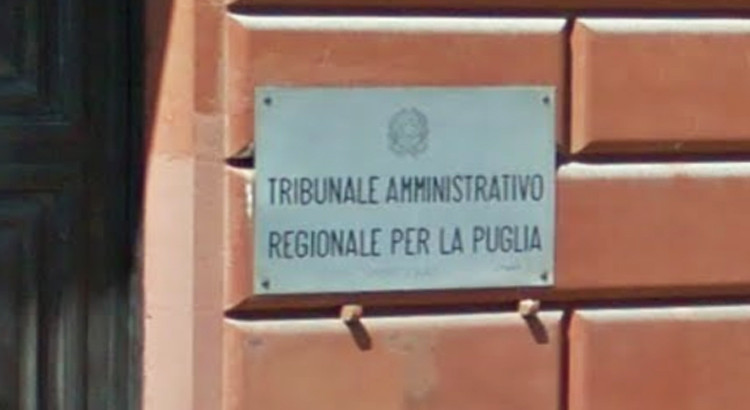 TRIBUNALE AMMINISTRATIVO
REGIONALE PER LA PUGLIA